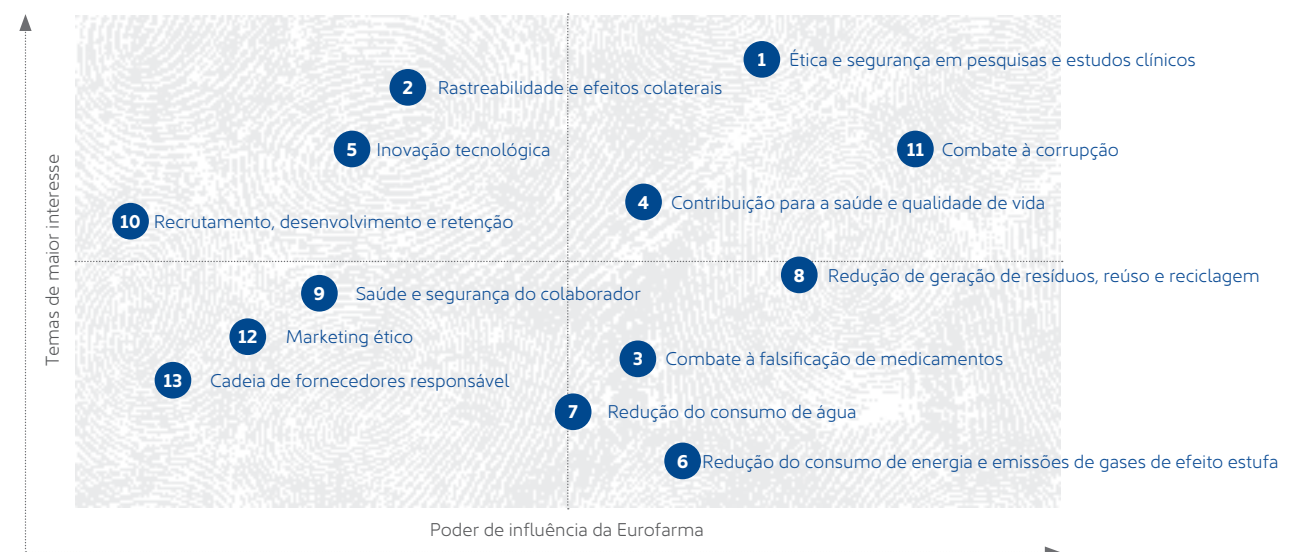 1 Ética e segurança em pesquisas e estudos clínicos
2 Rastreabilidade e efeitos colaterais
5 Inovação tecnológica
11 Combate à corrupção
4 Contribuição para a saúde e qualidade de vida
10 Recrutamento, desenvolvimento e retenção
8 Redução de geração de resíduos, reúso e reciclagem
9 Saúde e segurança do colaborador
12 Marketing ético
3 Combate à falsificação de medicamentos
13 Cadeia de fornecedores responsável
7 Redução do consumo de água
6 Redução do consumo de energia e emissões de gases de efeito estufa
Temas de maior interesse
Poder de influência da Eurofarma